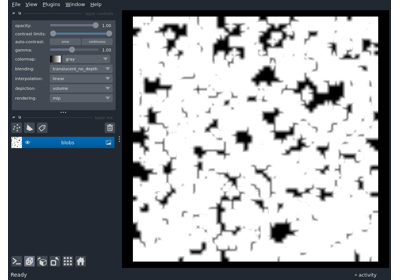 File View Plugins Window Help
opacity: 1.00
contrast limits:
auto-contrast: once continuous
gamma: 1.00
colormap: gray
blending: translucent_no_depth
interpolation: linear
depiction: volume
rendering: mip
blobs
Ready
activity